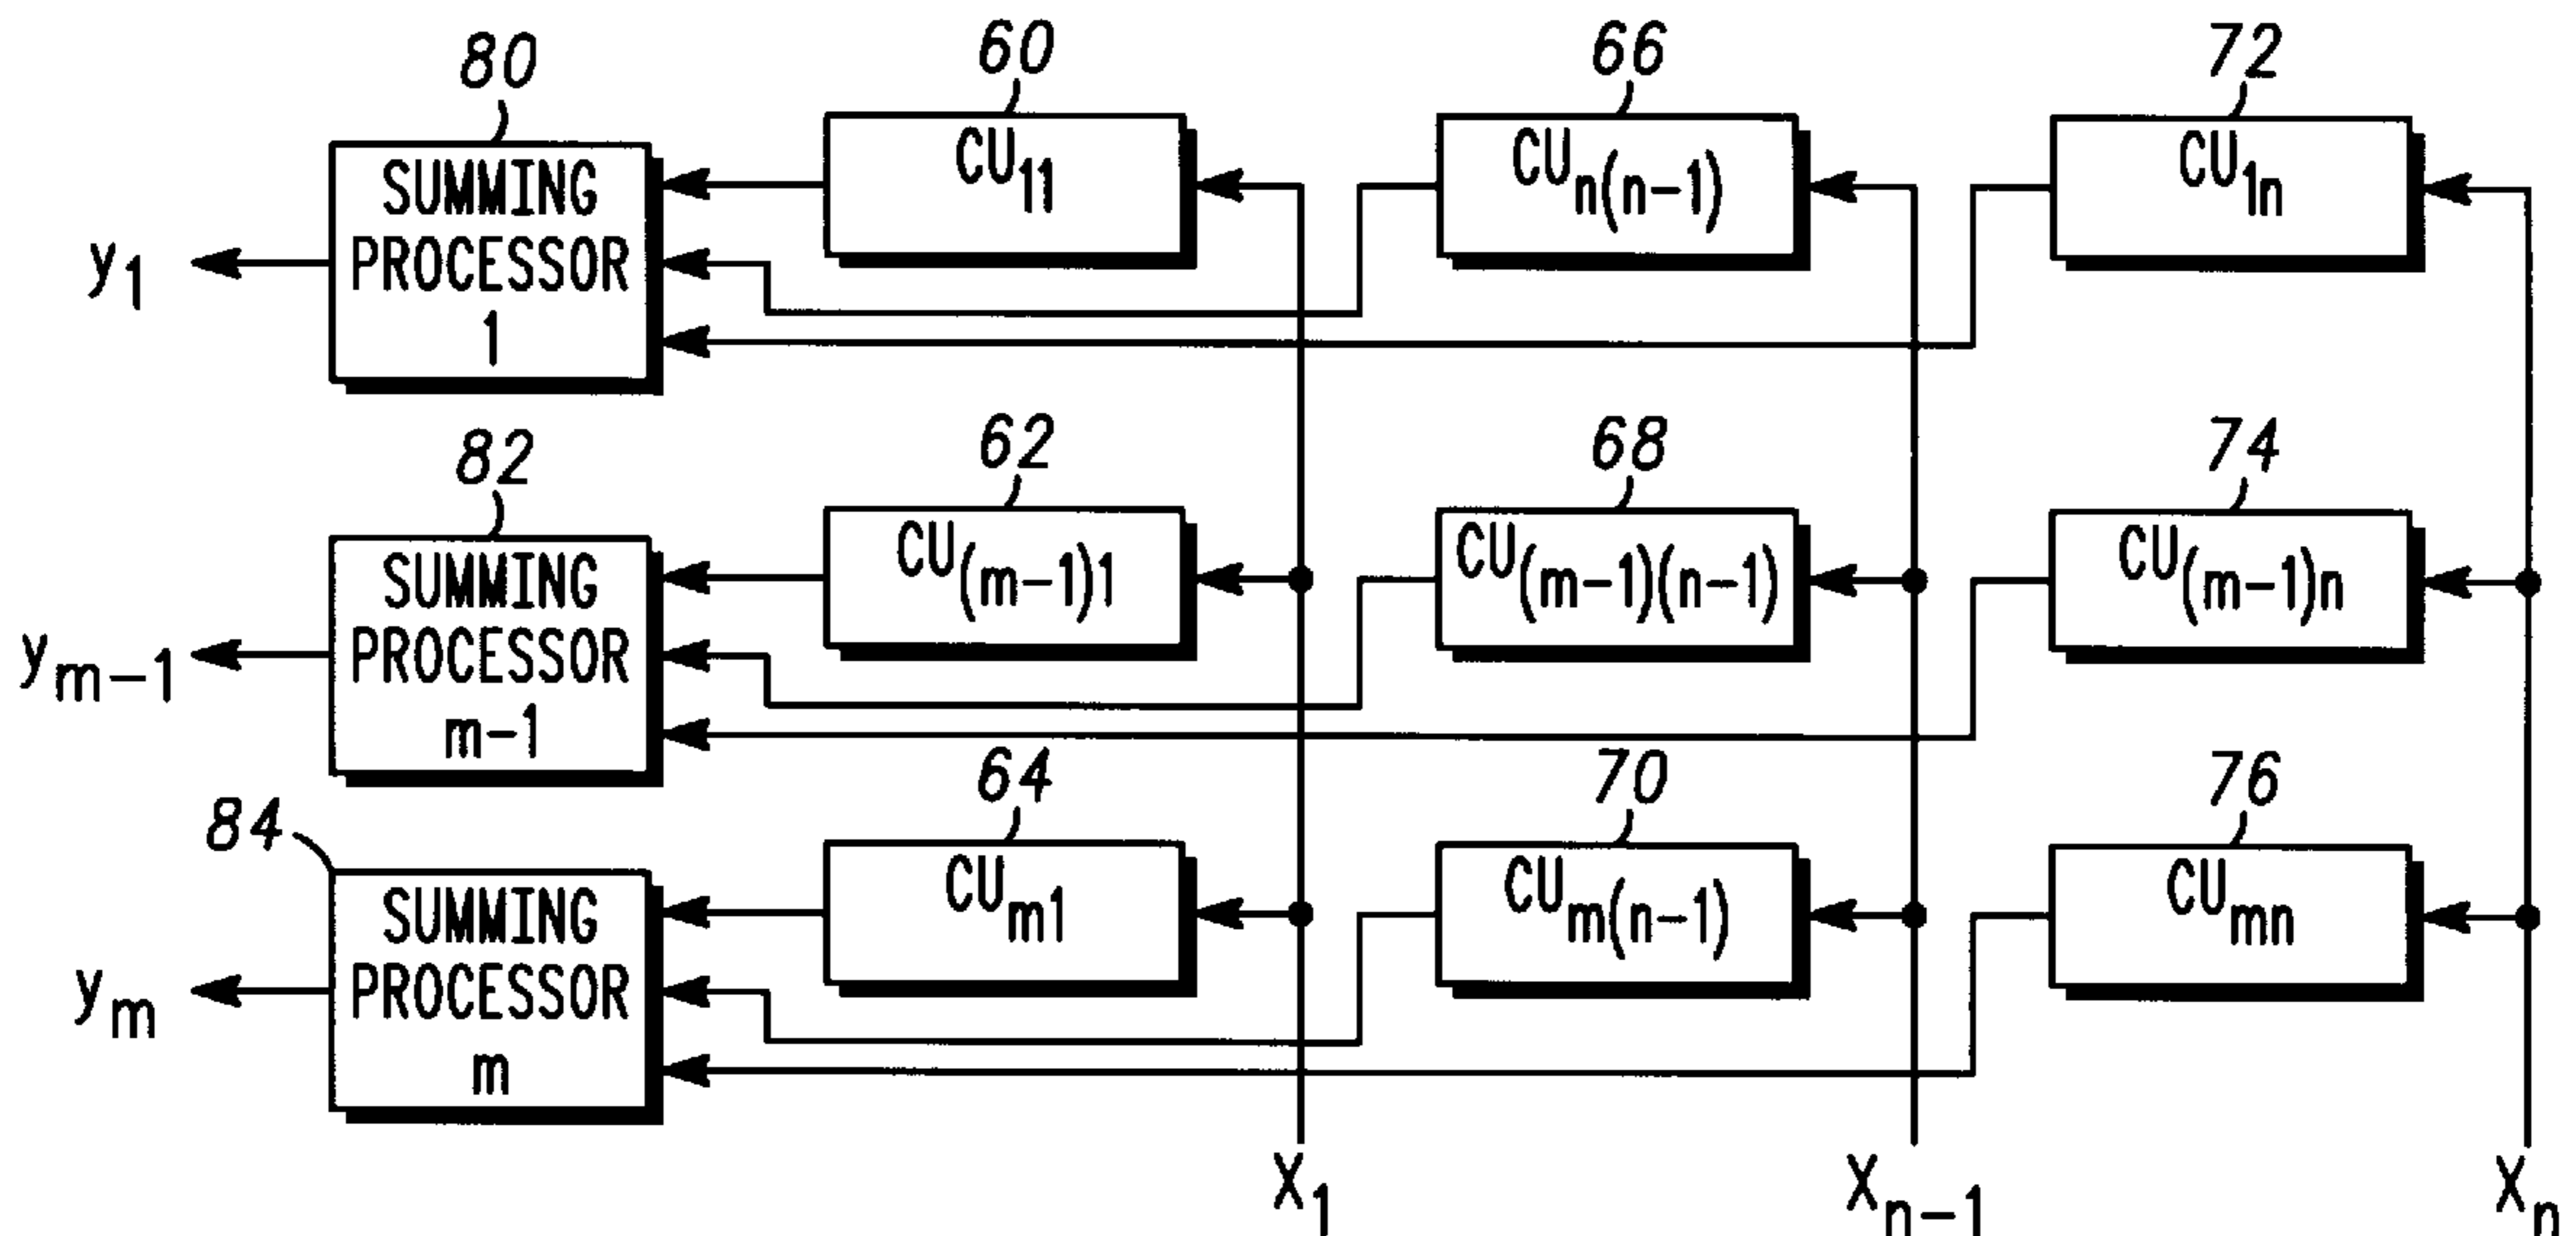 80
60
66
72
SUMMING
PROCESSOR
1
CU11
CUn(n-1)
CU1n
y1
82
62
68
74
SUMMING
PROCESSOR
m-1
CU(m-1)1
CU(m-1)(n-1)
CU(m-1)n
ym-1
84
64
70
76
SUMMING
PROCESSOR
m
CUm1
CUm(n-1)
CUmn
ym
X1
Xn-1
Xn